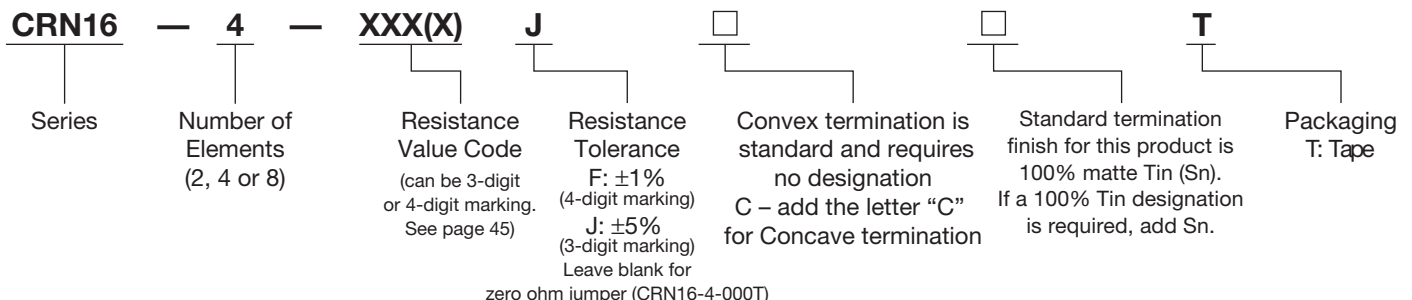 CRN16 — 4 — XXX(X) J □ □ T
Series
Number of
Elements
(2, 4 or 8)
Resistance
Value Code
(can be 3-digit
or 4-digit marking.
See page 45)
Resistance
Tolerance
F: ±1%
(4-digit marking)
J: ±5%
(3-digit marking)
Leave blank for
zero ohm jumper (CRN16-4-000T)
Convex termination is
standard and requires
no designation
C – add the letter “C”
for Concave termination
Standard termination
finish for this product is
100% matte Tin (Sn).
If a 100% Tin designation
is required, add Sn.
Packaging
T: Tape